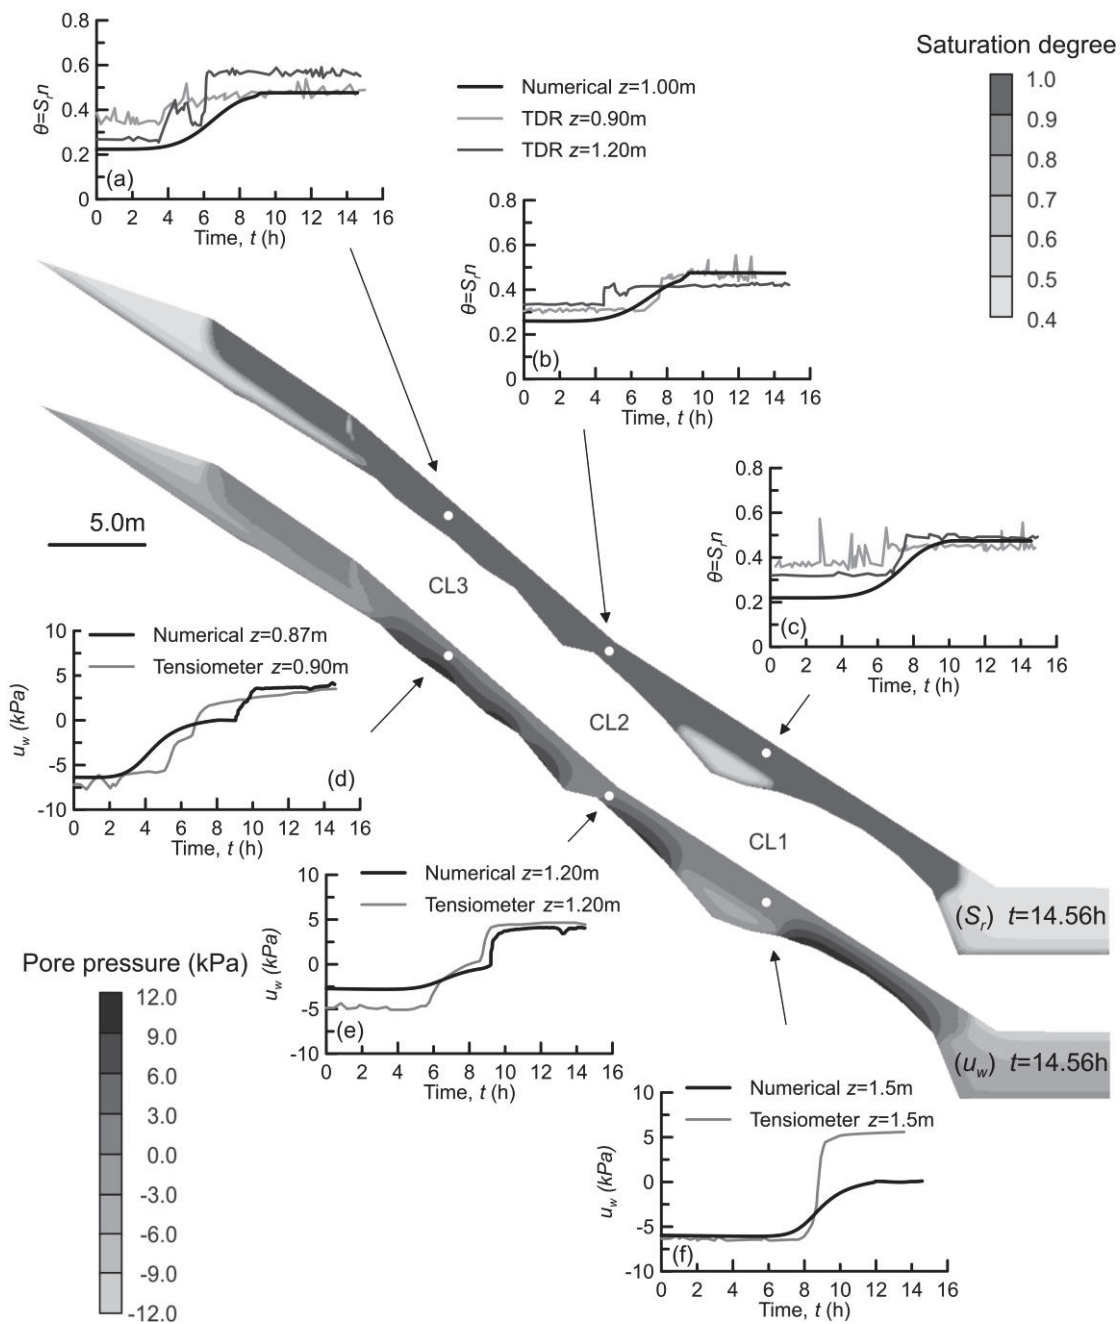 0.8
0.6
0.4
0.2
0
θ=Sᵣn
(a)
0 2 4 6 8 10 12 14 16
Time, t (h)
Numerical z=1.00m
TDR z=0.90m
TDR z=1.20m
Saturation degree
1.0
0.9
0.8
0.7
0.6
0.5
0.4
0.8
0.6
0.4
0.2
0
θ=Sᵣn
(b)
0 2 4 6 8 10 12 14 16
Time, t (h)
0.8
0.6
0.4
0.2
0
θ=Sᵣn
(c)
0 2 4 6 8 10 12 14 16
Time, t (h)
5.0m
CL3
CL2
CL1
(Sᵣ) t=14.56h
(u_w) t=14.56h
Numerical z=0.87m
Tensiometer z=0.90m
10
5
0
-5
-10
u_w (kPa)
(d)
0 2 4 6 8 10 12 14 16
Time, t (h)
Numerical z=1.20m
Tensiometer z=1.20m
10
5
0
-5
-10
u_w (kPa)
(e)
0 2 4 6 8 10 12 14 16
Time, t (h)
Pore pressure (kPa)
12.0
9.0
6.0
3.0
0.0
-3.0
-6.0
-9.0
-12.0
Numerical z=1.5m
Tensiometer z=1.5m
10
5
0
-5
-10
u_w (kPa)
(f)
0 2 4 6 8 10 12 14 16
Time, t (h)